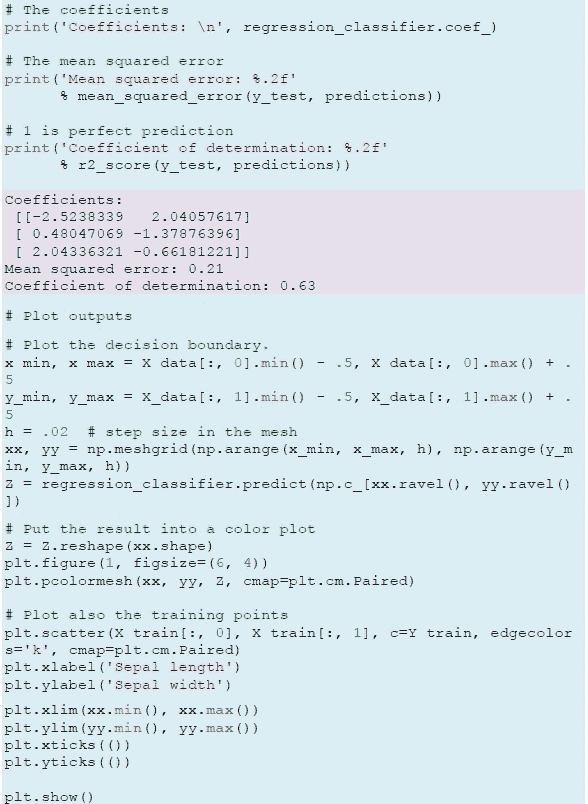 # The coefficients
print('Coefficients: \n', regression_classifier.coef_)
# The mean squared error
print('Mean squared error: %.2f'
% mean_squared_error(y_test, predictions))
# 1 is perfect prediction
print('Coefficient of determination: %.2f'
% r2_score(y_test, predictions))
Coefficients:
[[-2.5238339 2.04057617]
[ 0.48047069 -1.37876396]
[ 2.04336321 -0.66181221]]
Mean squared error: 0.21
Coefficient of determination: 0.63
# Plot outputs
# Plot the decision boundary.
x min, x max = X data[:, 0].min() - .5, X data[:, 0].max() + .
5
y_min, y_max = X_data[:, 1].min() - .5, X_data[:, 1].max() + .
5
h = .02 # step size in the mesh
xx, yy = np.meshgrid(np.arange(x_min, x_max, h), np.arange(y_m
in, y_max, h))
Z = regression_classifier.predict(np.c_[xx.ravel(), yy.ravel()
])
# Put the result into a color plot
Z = Z.reshape(xx.shape)
plt.figure(1, figsize=(6, 4))
plt.pcolormesh(xx, yy, Z, cmap=plt.cm.Paired)
# Plot also the training points
plt.scatter(X train[:, 0], X train[:, 1], c=Y train, edgecolor
s='k', cmap=plt.cm.Paired)
plt.xlabel('Sepal length')
plt.ylabel('Sepal width')
plt.xlim(xx.min(), xx.max())
plt.ylim(yy.min(), yy.max())
plt.xticks(())
plt.yticks(())
plt.show()